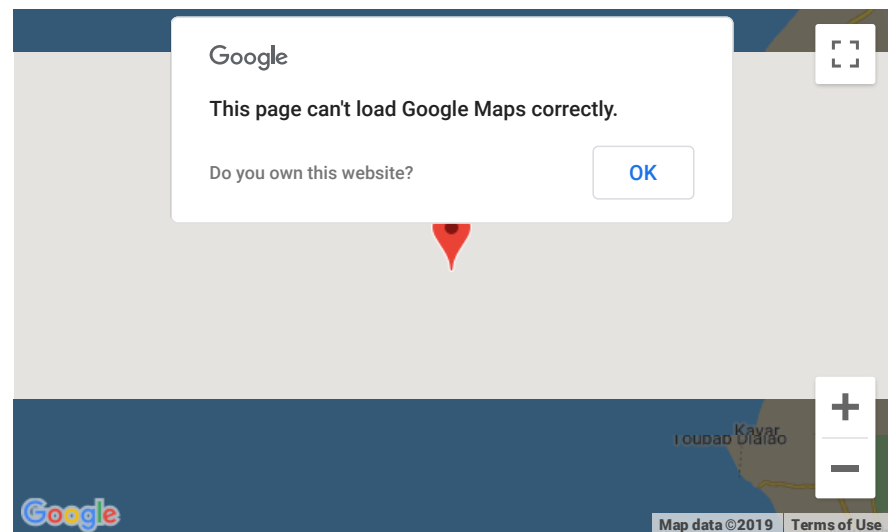 Google
This page can't load Google Maps correctly.
Do you own this website?
OK
Kayar
Toubab Dialao
Google
Map data ©2019
Terms of Use